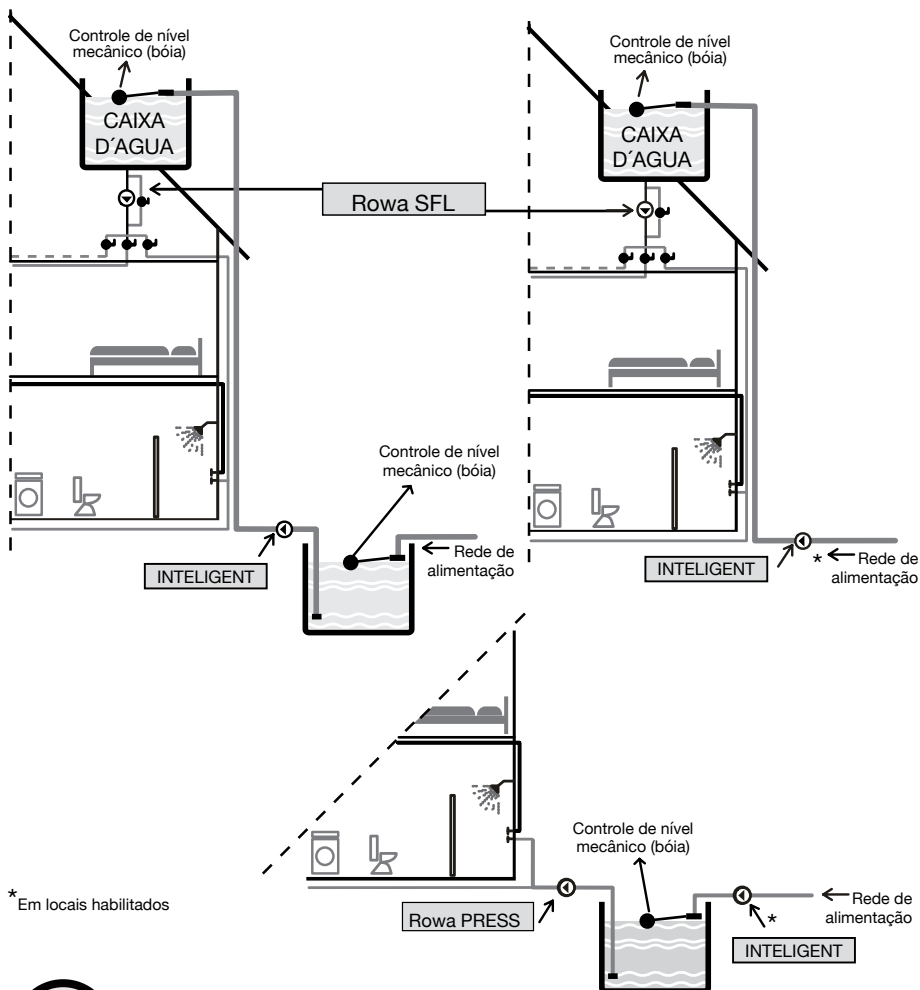 Controle de nível
mecânico (bóia)
CAIXA
D´AGUA
Rowa SFL
Controle de nível
mecânico (bóia)
INTELIGENT
Rede de
alimentação
Controle de nível
mecânico (bóia)
CAIXA
D´AGUA
INTELIGENT
* Rede de
alimentação
*Em locais habilitados
Controle de nível
mecânico (bóia)
Rowa PRESS
*
Rede de
alimentação
INTELIGENT